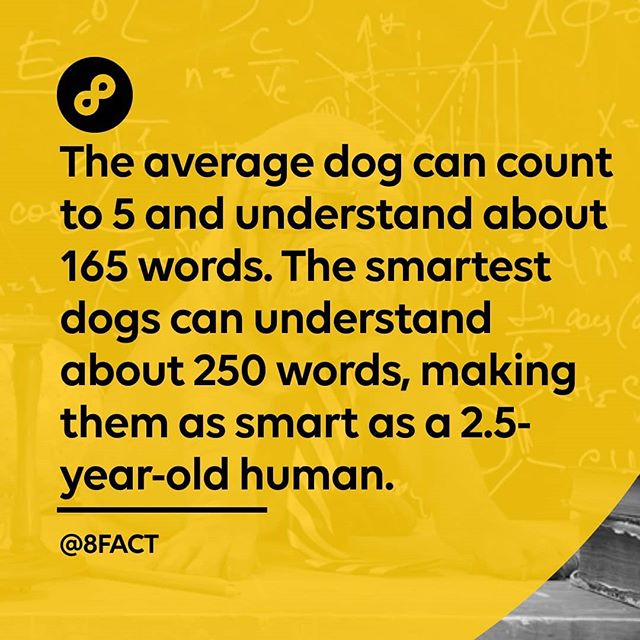 The average dog can count
to 5 and understand about
165 words. The smartest
dogs can understand
about 250 words, making
them as smart as a 2.5-
year-old human.
@8FACT